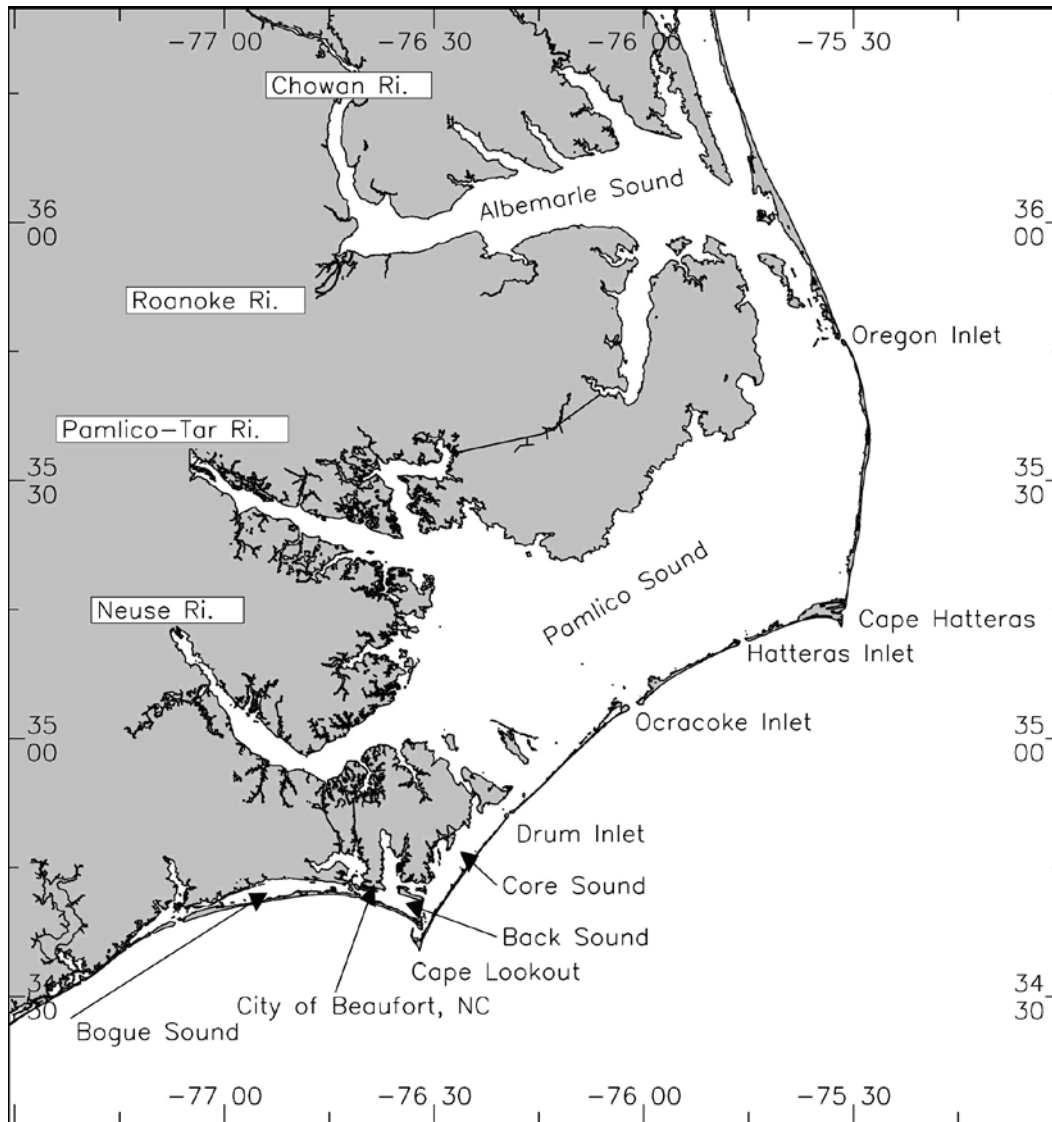 -77 00
-76 30
-76 00
-75 30
Chowan Ri.
Albemarle Sound
36
00
36
00
Roanoke Ri.
Oregon Inlet
Pamlico-Tar Ri.
35
30
35
30
Pamlico Sound
Neuse Ri.
Cape Hatteras
Hatteras Inlet
Ocracoke Inlet
35
00
35
00
Drum Inlet
Core Sound
Back Sound
Cape Lookout
34
30
34
30
City of Beaufort, NC
Bogue Sound
-77 00
-76 30
-76 00
-75 30